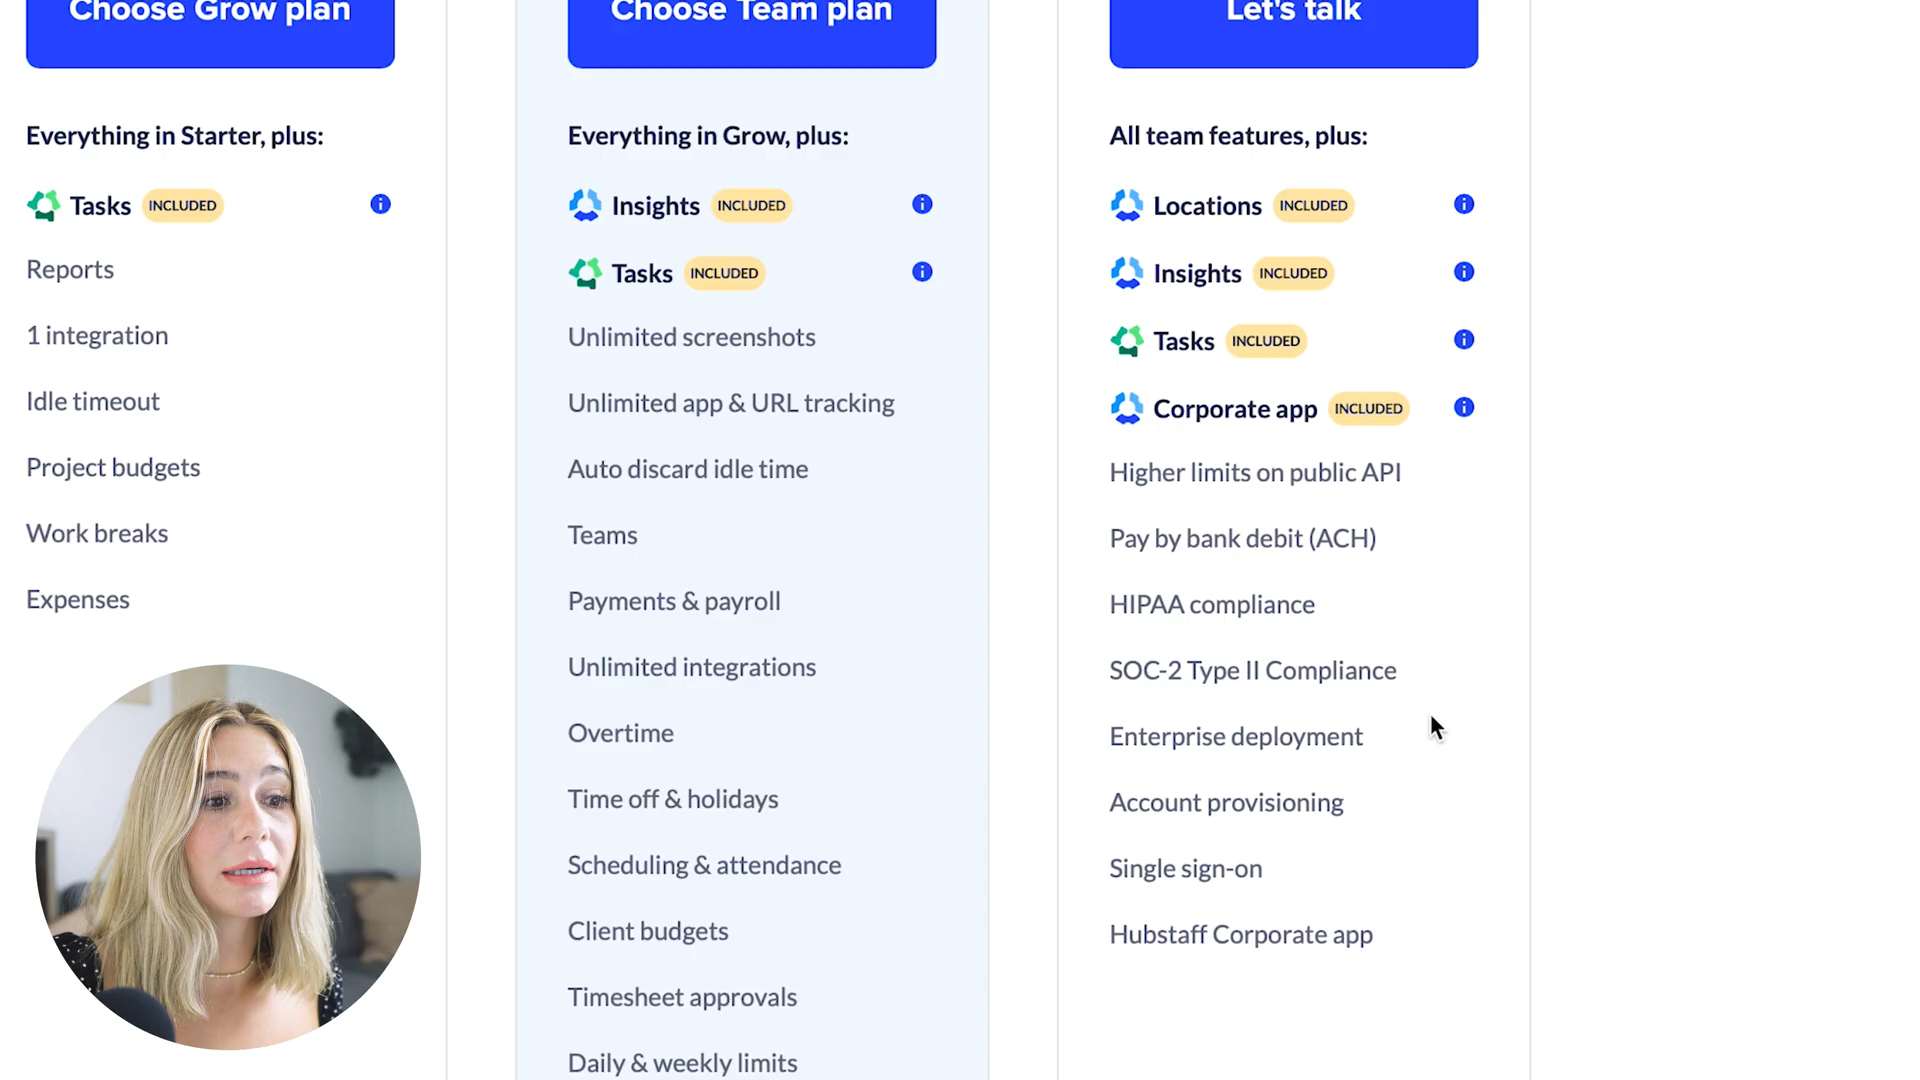 Choose Grow plan
Everything in Starter, plus:
Tasks INCLUDED
Reports
1 integration
Idle timeout
Project budgets
Work breaks
Expenses
Choose Team plan
Everything in Grow, plus:
Insights INCLUDED
Tasks INCLUDED
Unlimited screenshots
Unlimited app & URL tracking
Auto discard idle time
Teams
Payments & payroll
Unlimited integrations
Overtime
Time off & holidays
Scheduling & attendance
Client budgets
Timesheet approvals
Daily & weekly limits
Let's talk
All team features, plus:
Locations INCLUDED
Insights INCLUDED
Tasks INCLUDED
Corporate app INCLUDED
Higher limits on public API
Pay by bank debit (ACH)
HIPAA compliance
SOC-2 Type II Compliance
Enterprise deployment
Account provisioning
Single sign-on
Hubstaff Corporate app